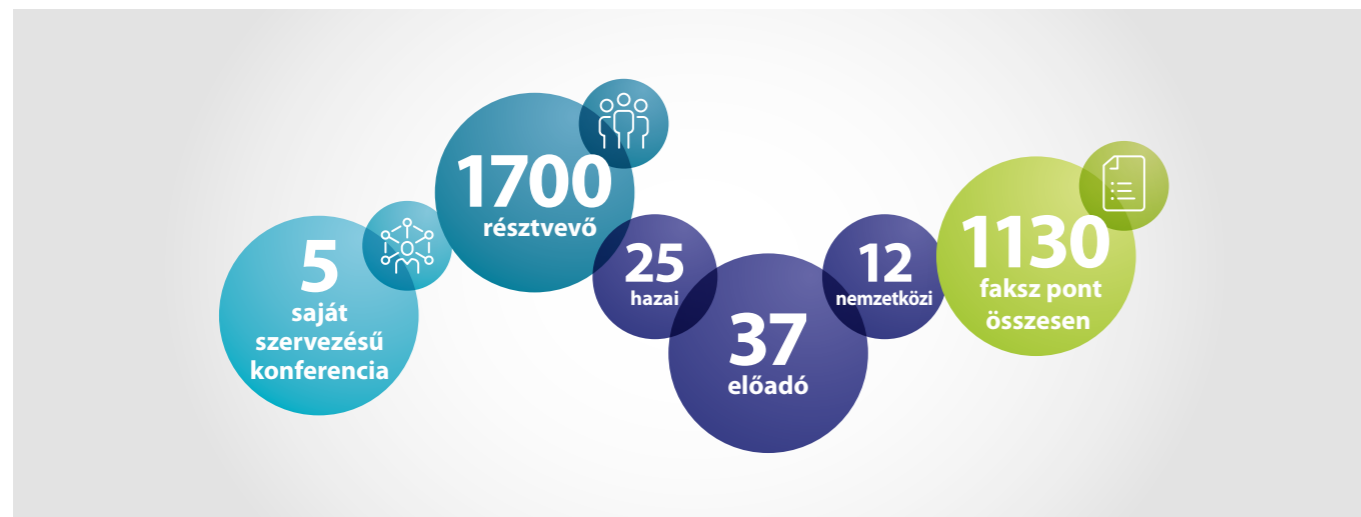 5
saját
szervezésű
konferencia
1700
résztvevő
25
hazai
37
előadó
12
nemzetközi
1130
faksz pont
összesen